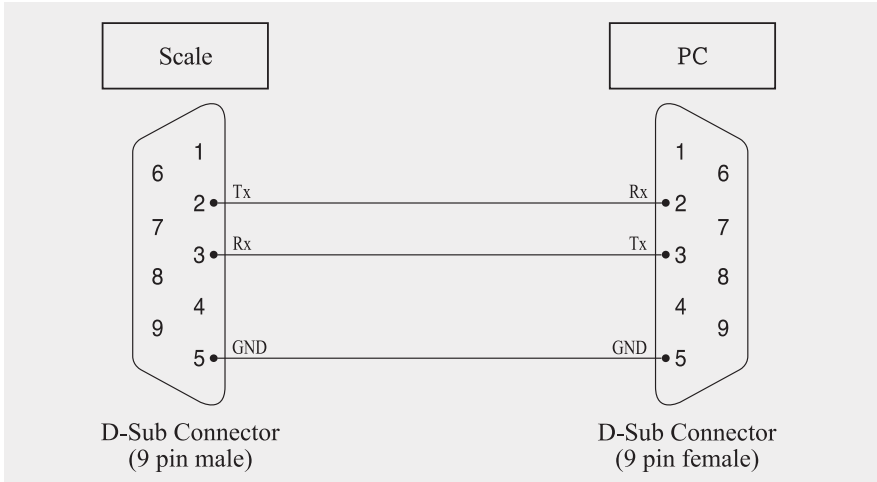 Scale PC
1 1
6 6
Tx Rx
2 2
7 7
Rx Tx
3 3
8 8
4 4
9 9
GND GND
5 5
D-Sub Connector D-Sub Connector
(9 pin male) (9 pin female)